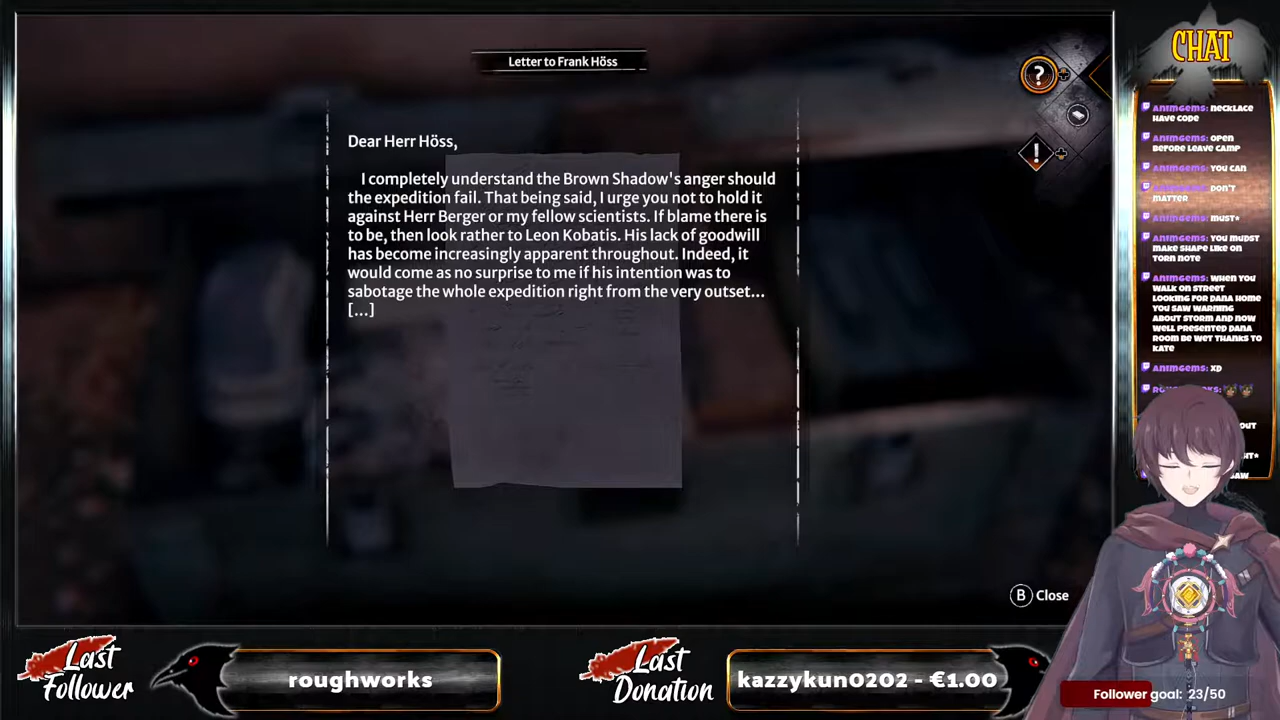 Letter to Frank Höss
Dear Herr Höss,
I completely understand the Brown Shadow's anger should
the expedition fail. That being said, I urge you not to hold it
against Herr Berger or my fellow scientists. If blame there is
to be, then look rather to Leon Kobatis. His lack of goodwill
has become increasingly apparent throughout. Indeed, it
would come as no surprise to me if his intention was to
sabotage the whole expedition right from the very outset...
[...]
B Close
CHAT
Animgems: necklace
have code
Animgems: open
before leave camp
Animgems: you can
don't
matter
Animgems: must*
Animgems: you mudst
make shape like on
torn note
Animgems: when you
walk on street
looking for dana home
you saw warning
about storm and now
well presented dana
room be wet thanks to
kate
Animgems: xp
Last
Follower
roughworks
Last
Donation
kazzykun0202 - €1.00
Follower goal: 23/50